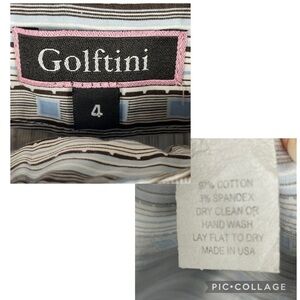 Golftini
4
97% COTTON
3% SPANDEX
DRY CLEAN OR
HAND WASH
LAY FLAT TO DRY
MADE IN USA
PIC•COLLAGE